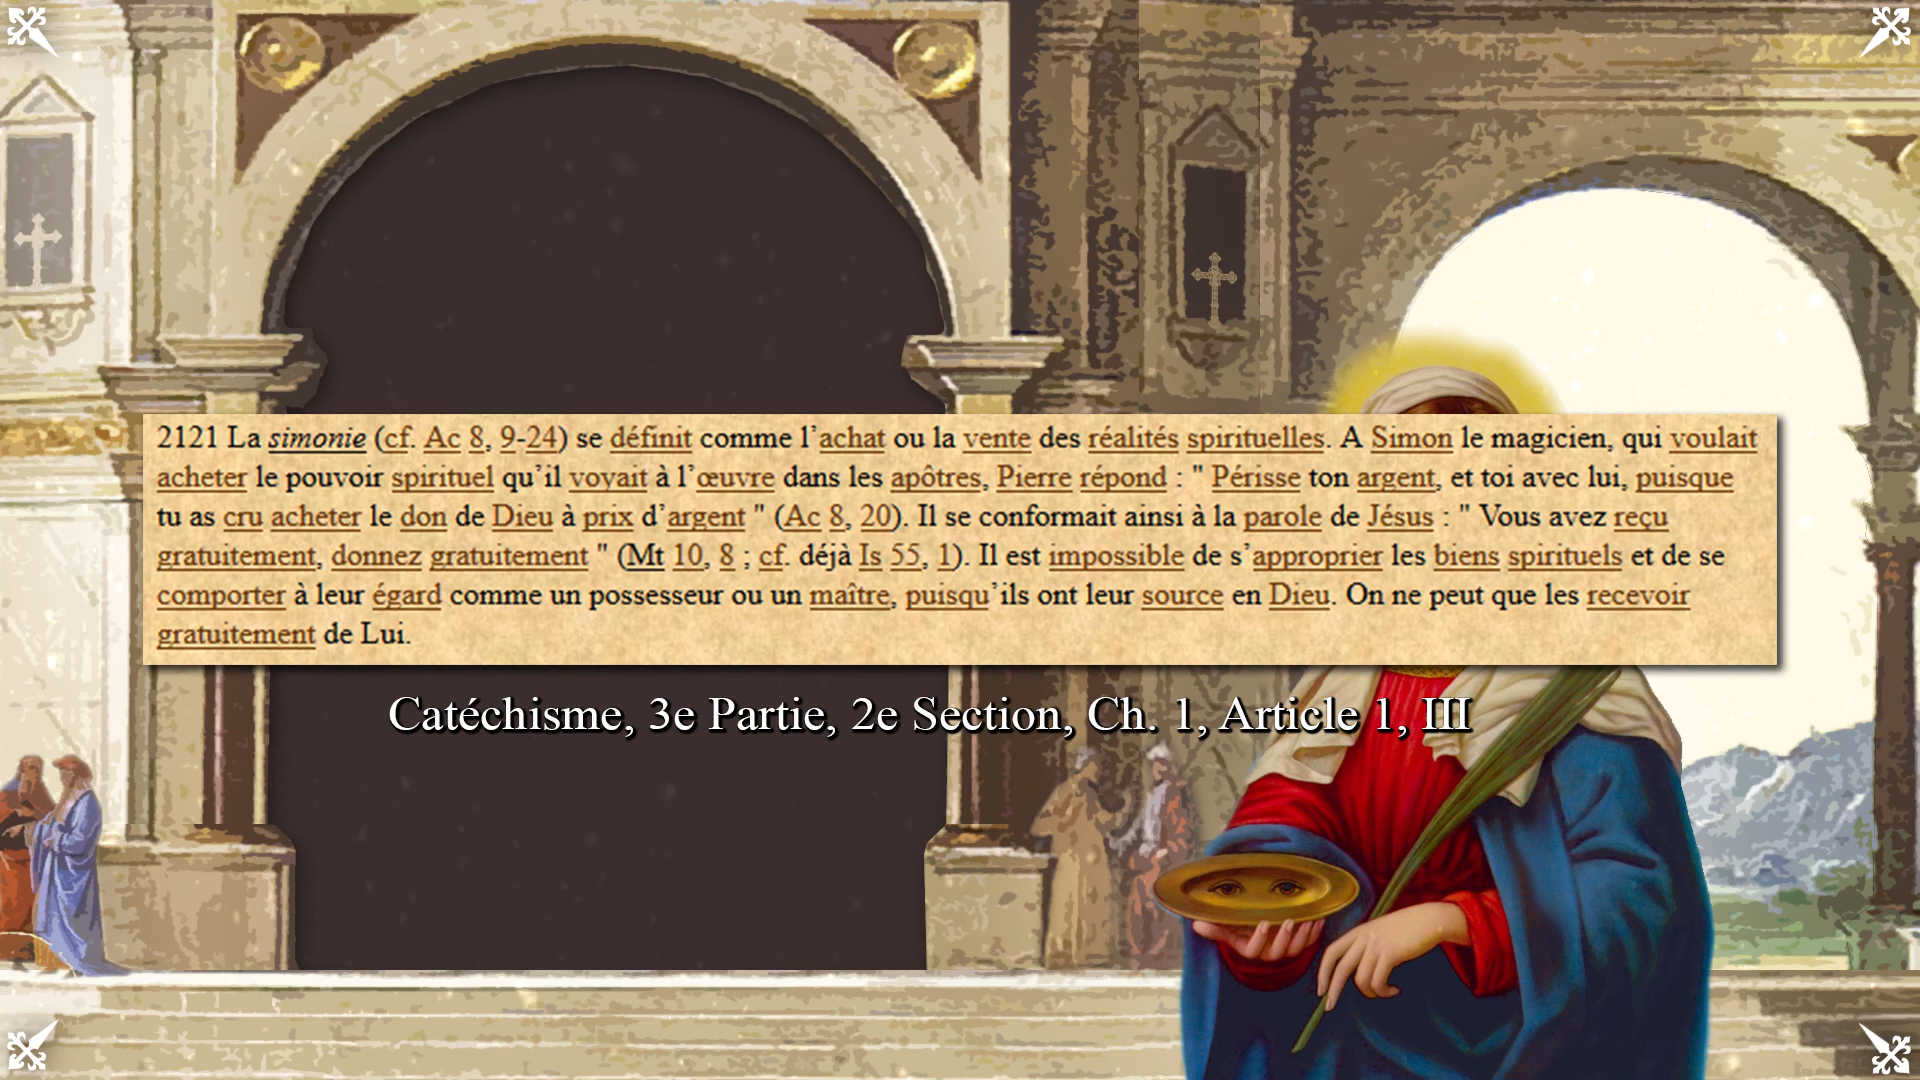 2121 La simonie (cf. Ac 8, 9-24) se définit comme l’achat ou la vente des réalités spirituelles. A Simon le magicien, qui voulait
acheter le pouvoir spirituel qu’il voyait à l’œuvre dans les apôtres, Pierre répond : " Périsse ton argent, et toi avec lui, puisque
tu as cru acheter le don de Dieu à prix d’argent " (Ac 8, 20). Il se conformait ainsi à la parole de Jésus : " Vous avez reçu
gratuitement, donnez gratuitement " (Mt 10, 8 ; cf. déjà Is 55, 1). Il est impossible de s’approprier les biens spirituels et de se
comporter à leur égard comme un possesseur ou un maître, puisqu’ils ont leur source en Dieu. On ne peut que les recevoir
gratuitement de Lui.
Catéchisme, 3e Partie, 2e Section, Ch. 1, Article 1, III